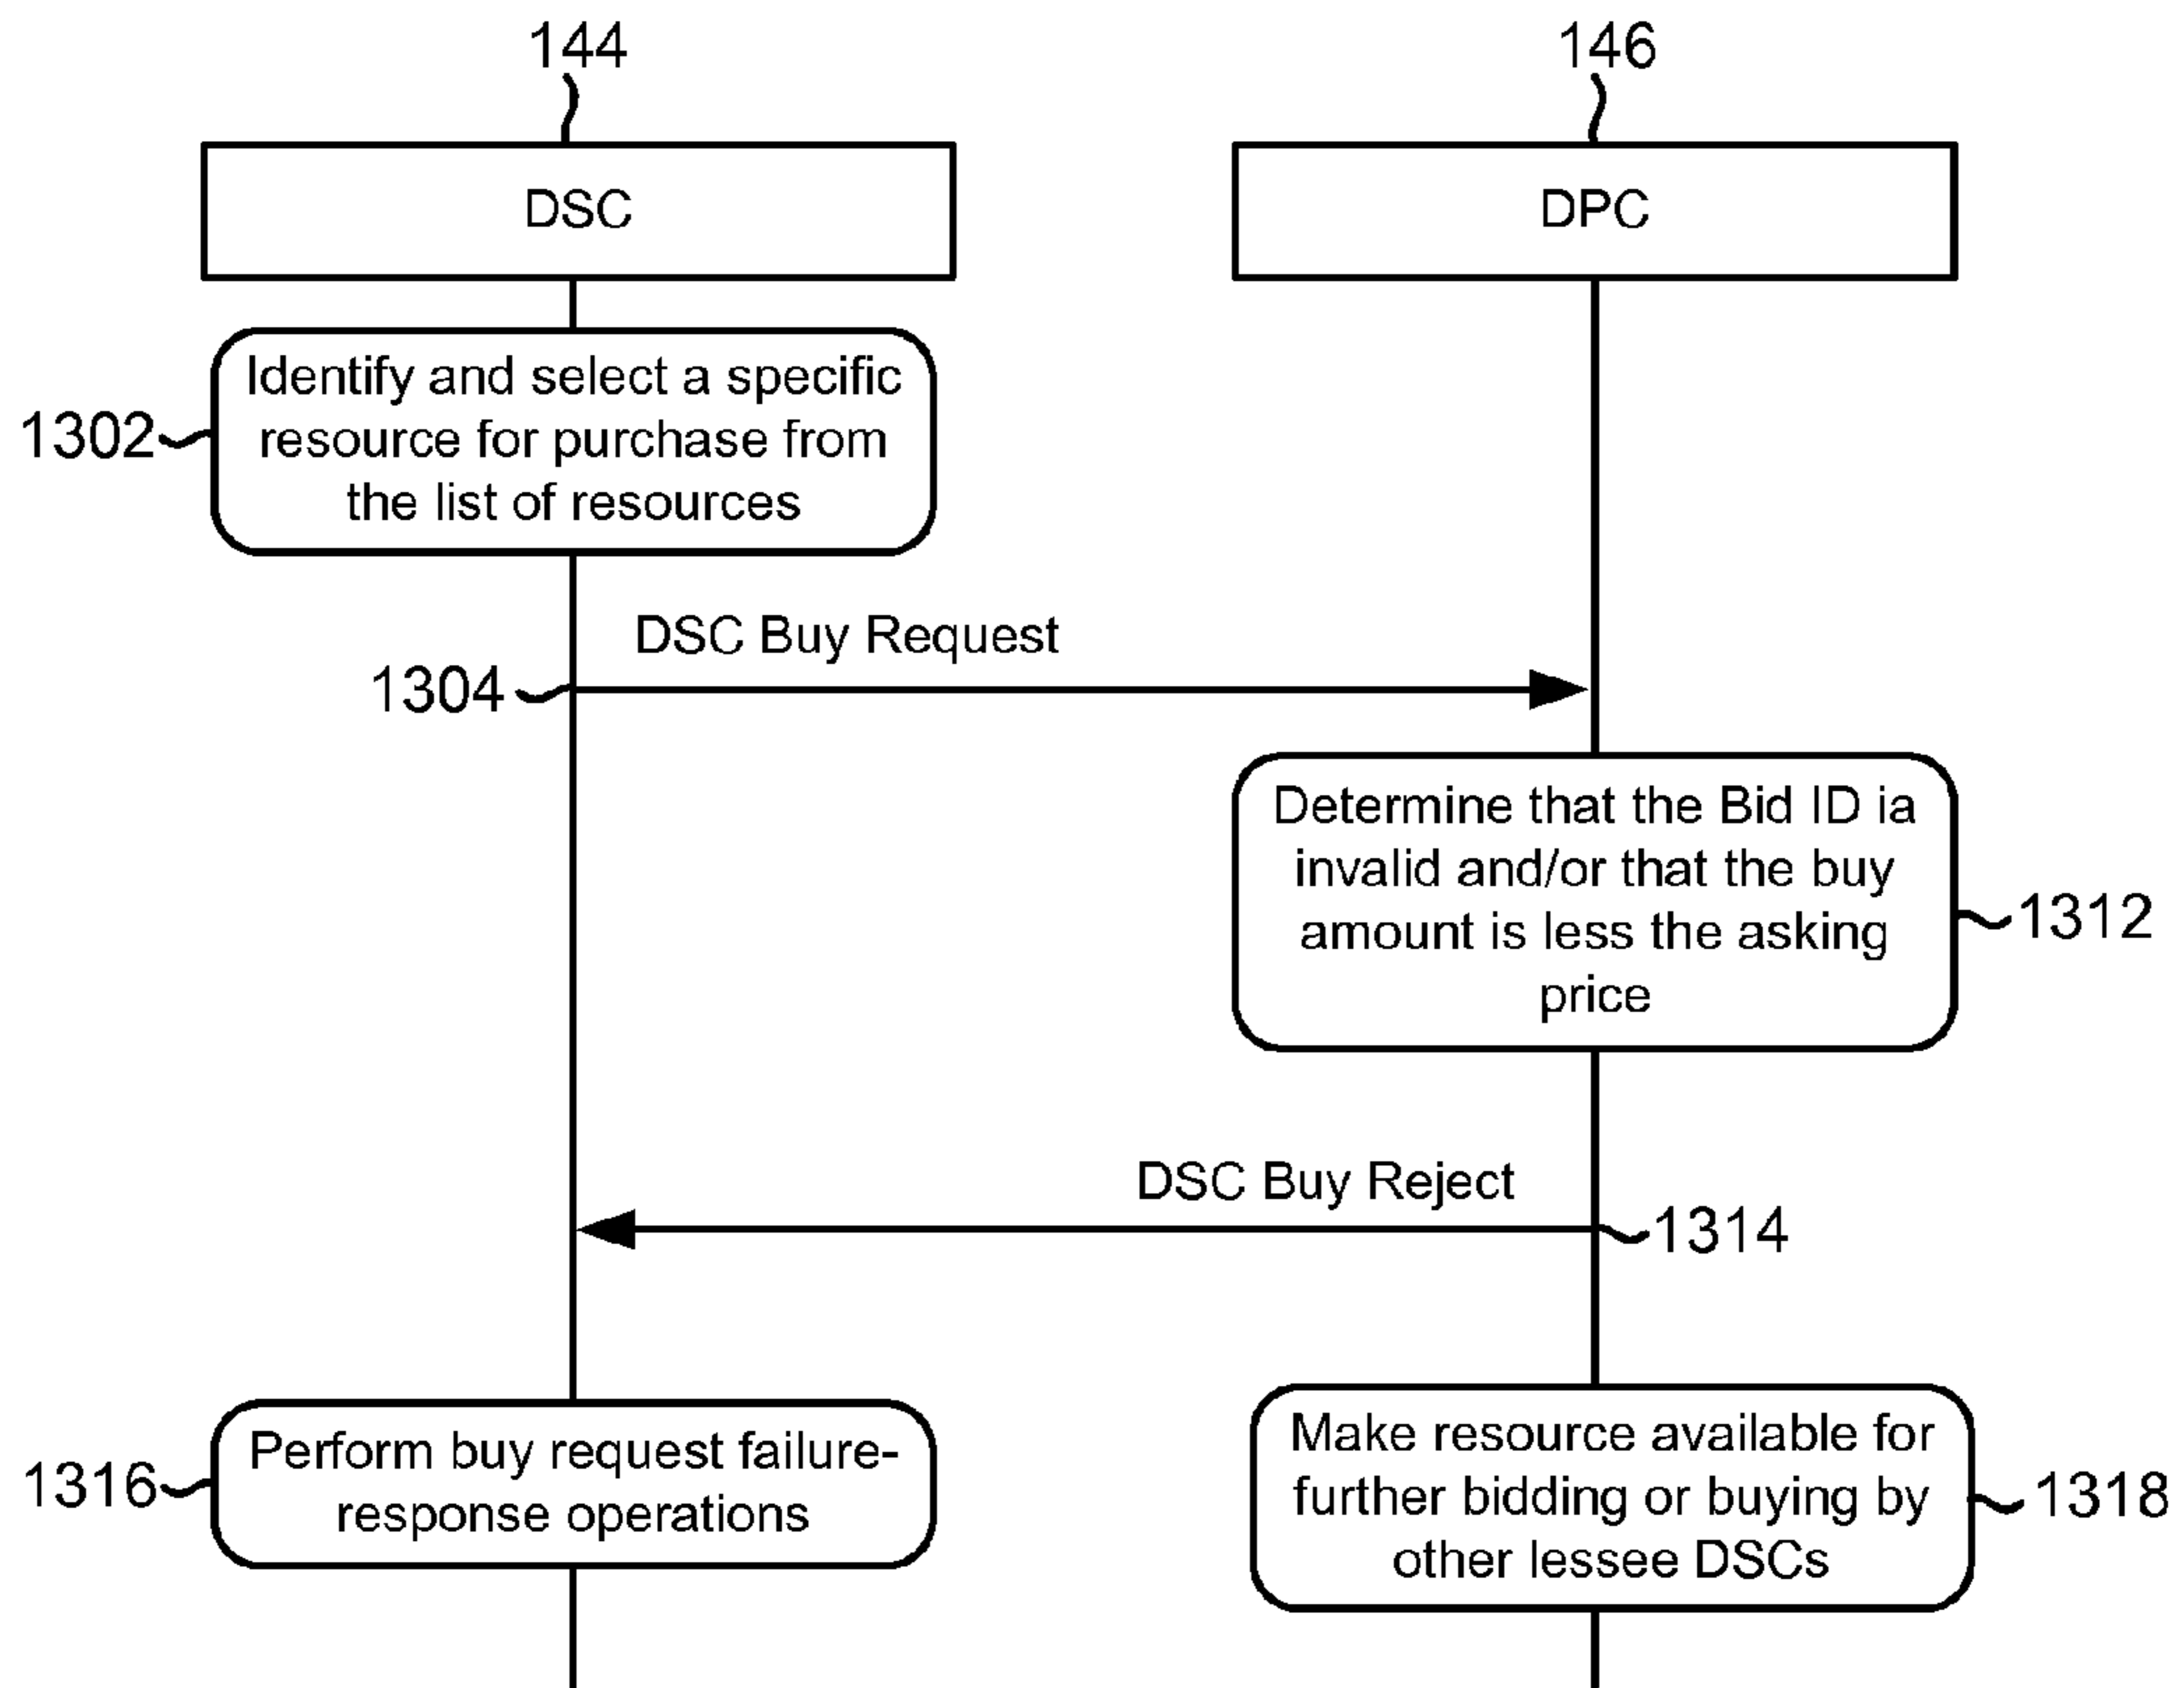 144
146
DSC
DPC
Identify and select a specific
resource for purchase from
the list of resources
1302
DSC Buy Request
1304
Determine that the Bid ID ia
invalid and/or that the buy
amount is less the asking
price
1312
DSC Buy Reject
1314
Perform buy request failure-
response operations
1316
Make resource available for
further bidding or buying by
other lessee DSCs
1318